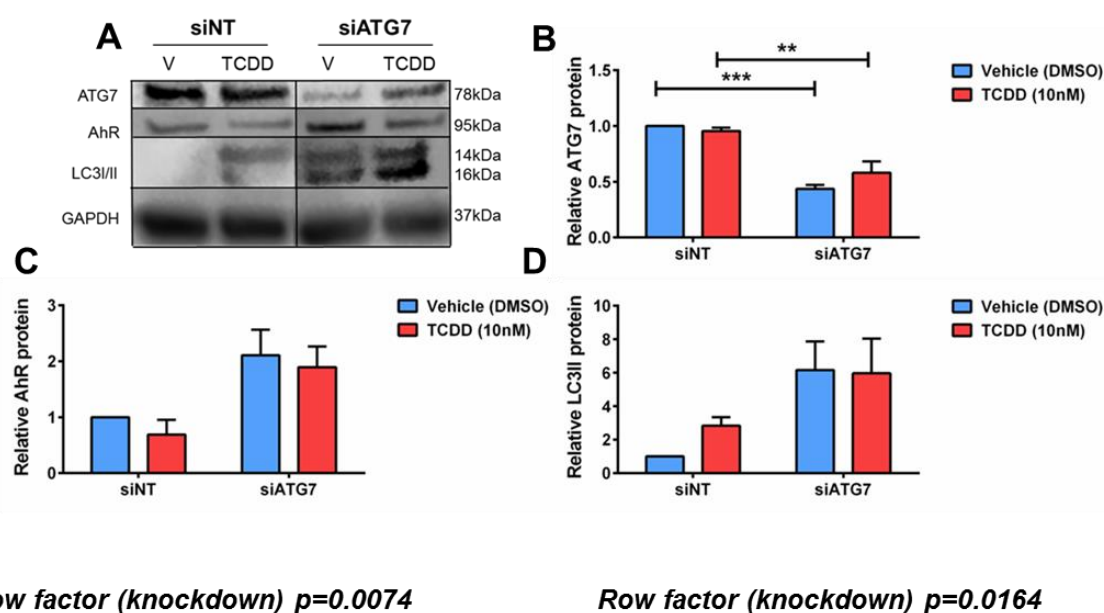 A
siNT siATG7
V TCDD V TCDD
ATG7 78kDa
AhR 95kDa
LC3I/II 14kDa
16kDa
GAPDH 37kDa
B
** 
***
Relative ATG7 protein
1.5
1.0
0.5
0.0
siNT siATG7
Vehicle (DMSO)
TCDD (10nM)
C
Relative AhR protein
3
2
1
0
siNT siATG7
Vehicle (DMSO)
TCDD (10nM)
D
Relative LC3II protein
10
8
6
4
2
0
siNT siATG7
Vehicle (DMSO)
TCDD (10nM)
ow factor (knockdown) p=0.0074
Row factor (knockdown) p=0.0164